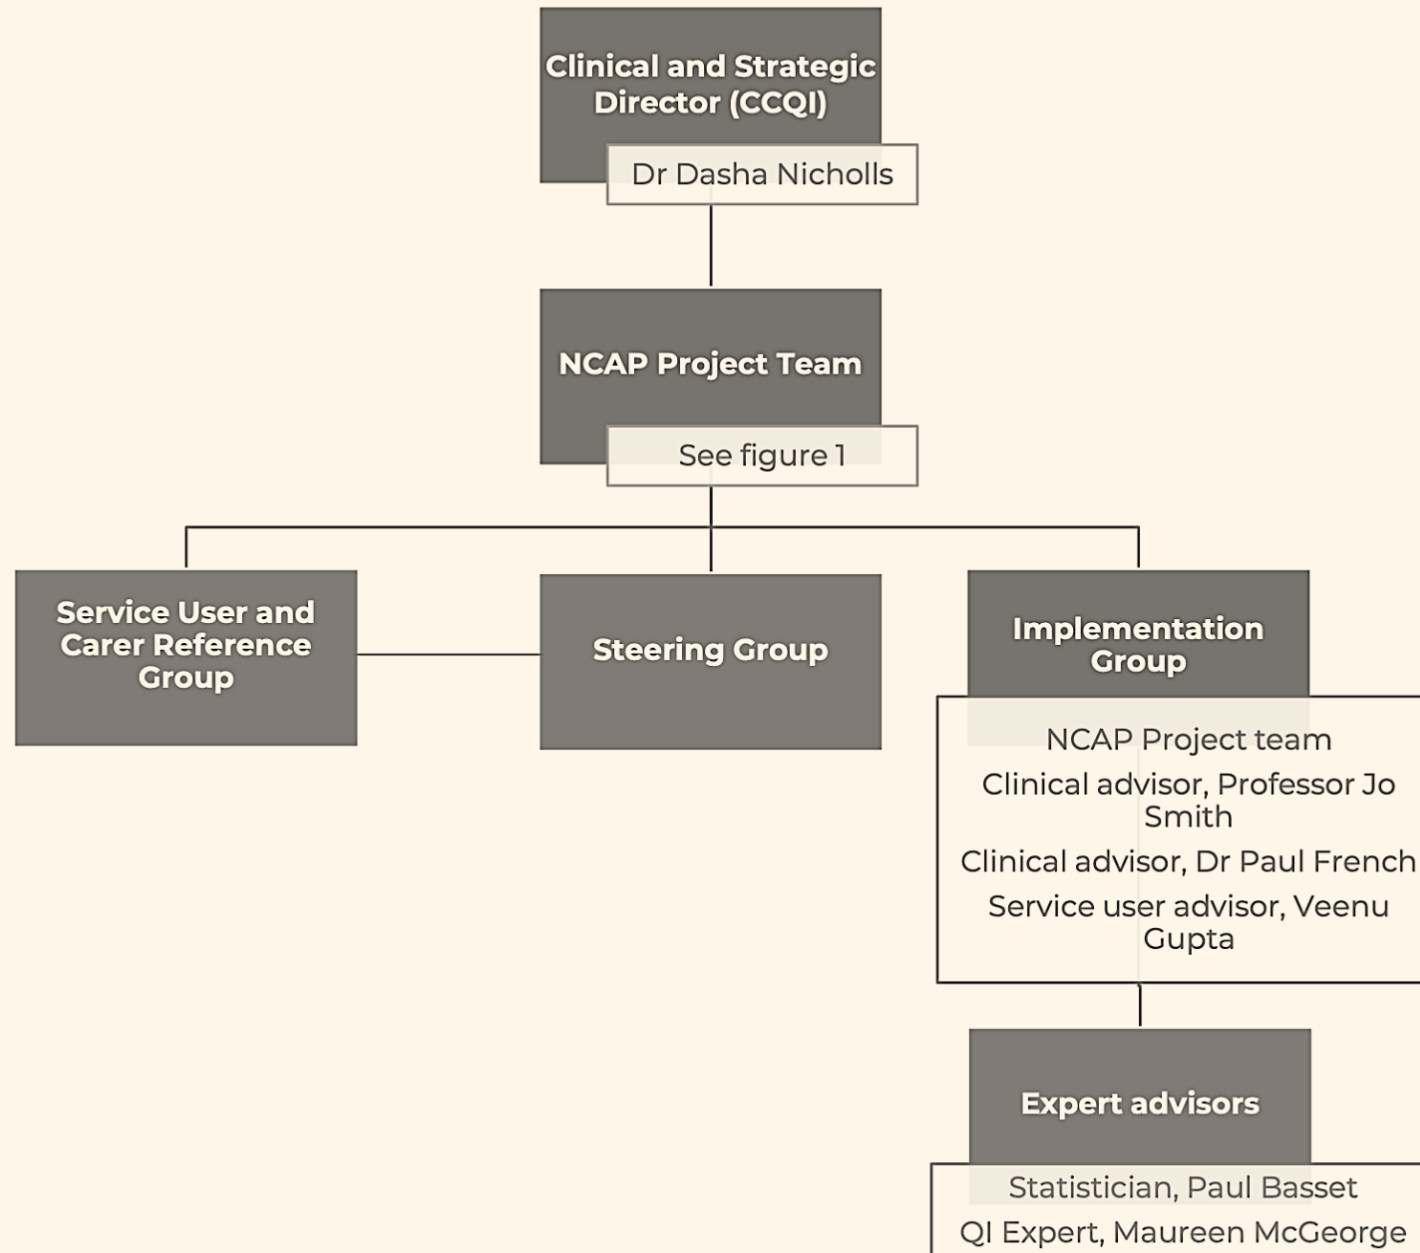 Clinical and Strategic
Director (CCQI)
Dr Dasha Nicholls
NCAP Project Team
See figure 1
Service User and
Carer Reference
Group
Steering Group
Implementation
Group
NCAP Project team
Clinical advisor, Professor Jo
Smith
Clinical advisor, Dr Paul French
Service user advisor, Veenu
Gupta
Expert advisors
Statistician, Paul Basset
QI Expert, Maureen McGeorge